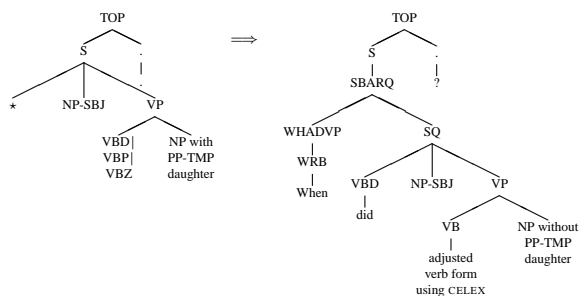 TOP ⟹ TOP
S . S .
. ?
SBARQ
* NP-SBJ VP
WHADVP SQ
VBD| NP with
VBP| PP-TMP
VBZ daughter
WRB
When
VBD NP-SBJ VP
did
VB NP without
PP-TMP
daughter
adjusted
verb form
using CELEX